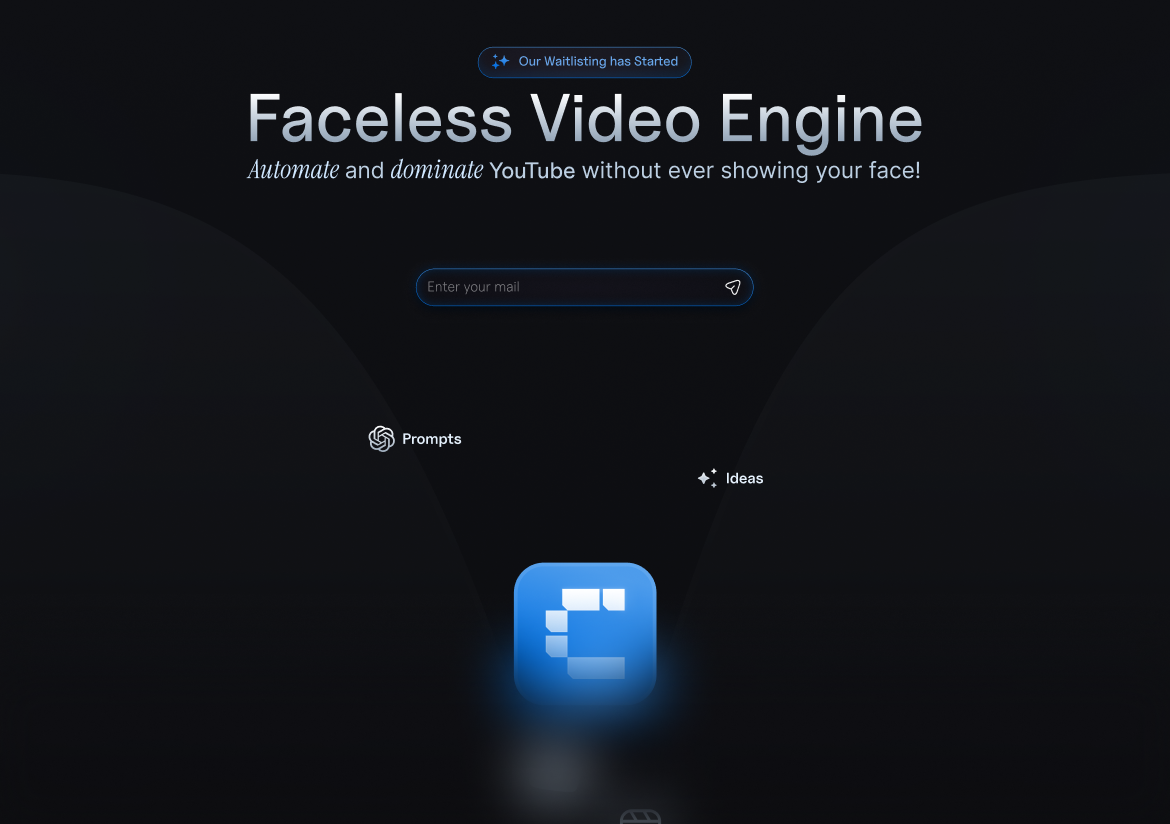 Our Waitlisting has Started
Faceless Video Engine
Automate and dominate YouTube without ever showing your face!
Enter your mail
Prompts
Ideas